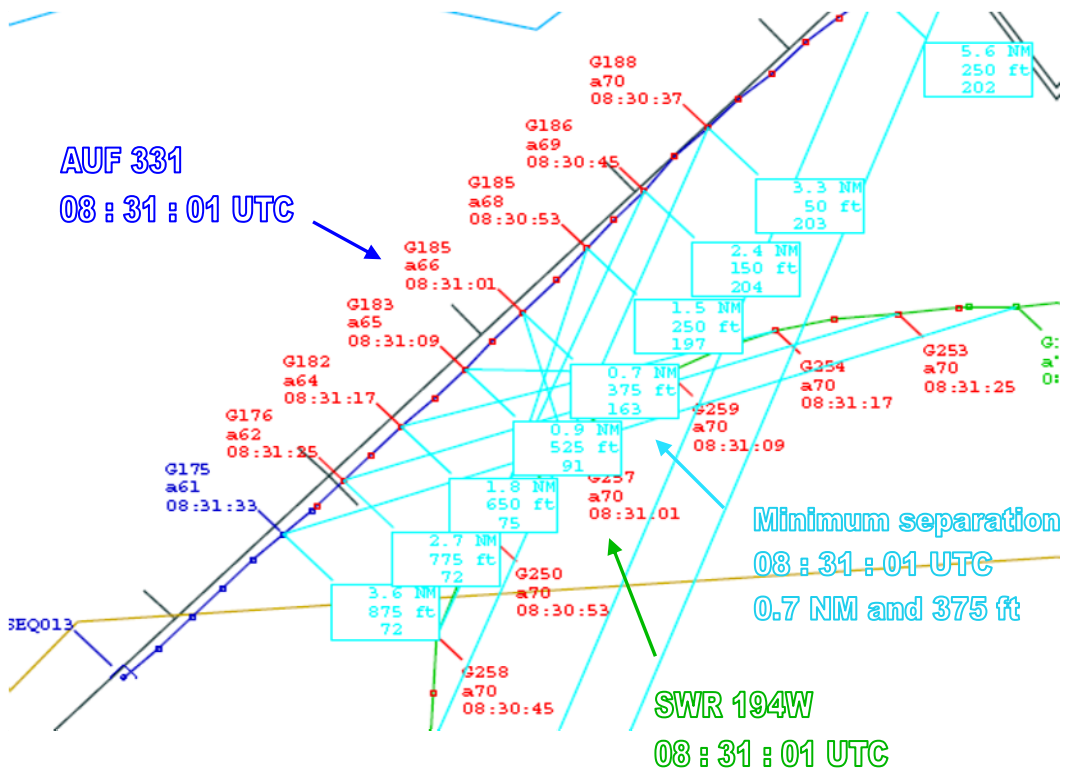 5.6 NM
250 ft
202
G188
a70
08:30:37
G186
a69
08:30:45
AUF 331
08 : 31 : 01 UTC
G185
a68
08:30:53
3.3 NM
50 ft
203
G185
a66
08:31:01
2.4 NM
150 ft
204
G183
a65
08:31:09
1.5 NM
250 ft
197
G182
a64
08:31:17
G254
a70
08:31:17
G253
a70
08:31:25
0.7 NM
375 ft
163
G176
a62
08:31:25
G259
a70
08:31:09
0.9 NM
525 ft
91
G175
a61
08:31:33
G257
a70
08:31:01
1.8 NM
650 ft
75
Minimum separation
08 : 31 : 01 UTC
0.7 NM and 375 ft
2.7 NM
775 ft
72
G250
a70
08:30:53
3.6 NM
875 ft
72
SEQ013
G258
a70
08:30:45
SWR 194W
08 : 31 : 01 UTC